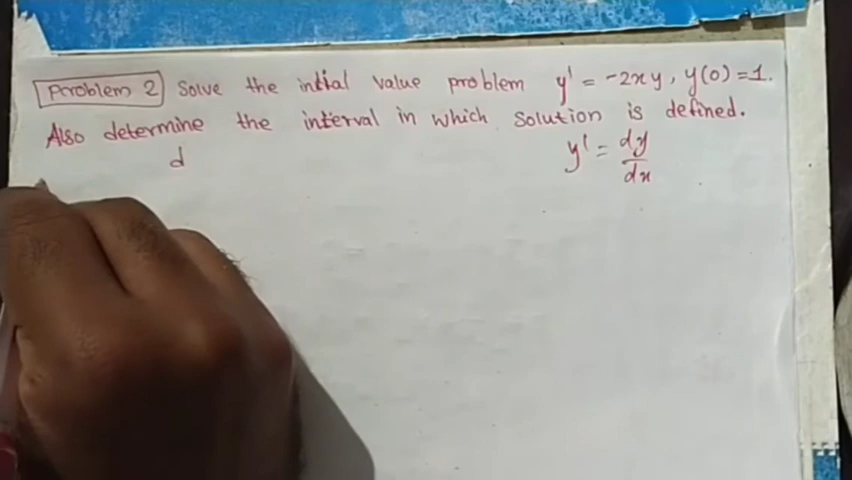 Problem 2 Solve the initial value problem y' = -2xy, y(0)=1.
Also determine the interval in which solution is defined.
d
y' = dy/dx